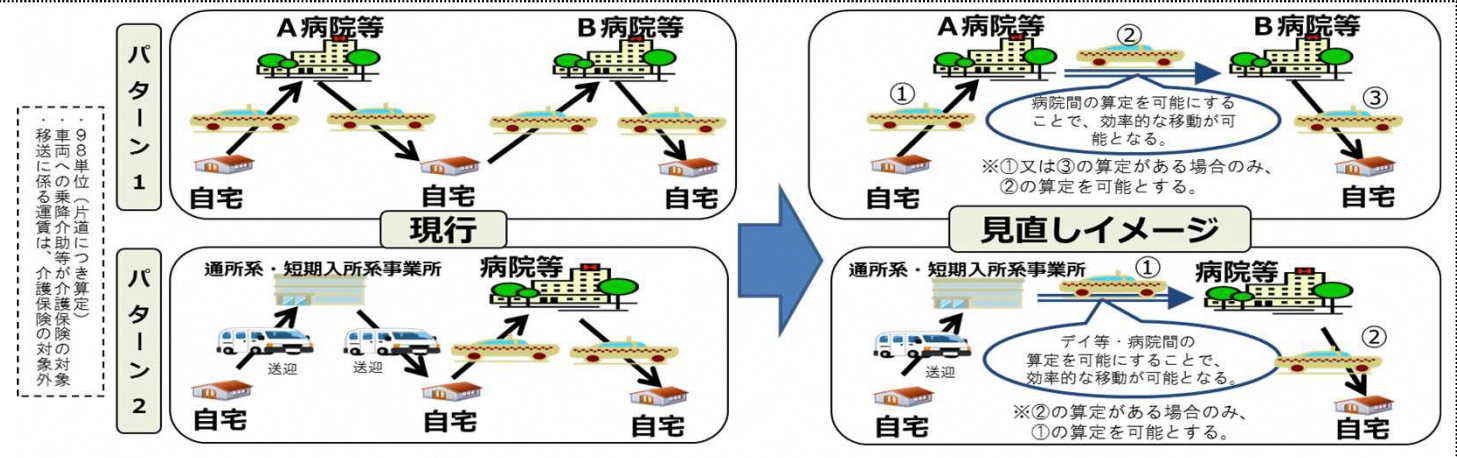 ・98単位（片道につき算定）
・車両への乗降介助等が介護保険の対象
・移送に係る運賃は、介護保険の対象外
パターン1
A病院等
B病院等
自宅
自宅
自宅
現行
パターン2
通所系・短期入所系事業所
病院等
送迎
送迎
自宅
自宅
自宅
A病院等
②
B病院等
①
③
病院間の算定を可能にする
ことで、効率的な移動が可
能となる。
※①又は③の算定がある場合のみ、
②の算定を可能とする。
自宅
自宅
見直しイメージ
通所系・短期入所系事業所
①
病院等
②
送迎
デイ等・病院間の
算定を可能にすることで、
効率的な移動が可能となる。
※②の算定がある場合のみ、
①の算定を可能とする。
自宅
自宅